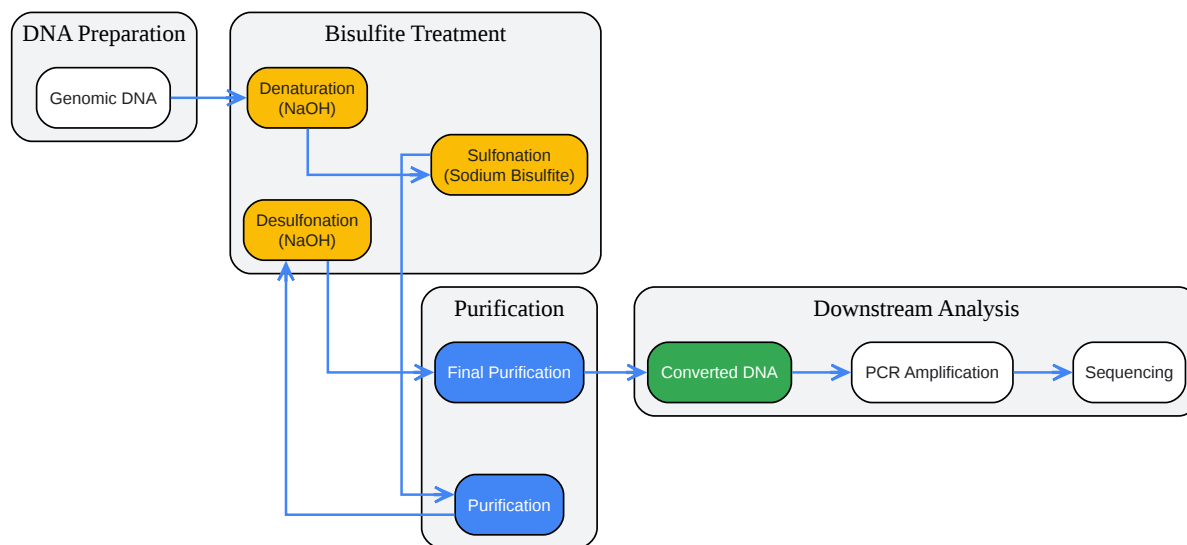 DNA Preparation
Genomic DNA
Bisulfite Treatment
Denaturation
(NaOH)
Sulfonation
(Sodium Bisulfite)
Desulfonation
(NaOH)
Purification
Final Purification
Purification
Downstream Analysis
Converted DNA
PCR Amplification
Sequencing